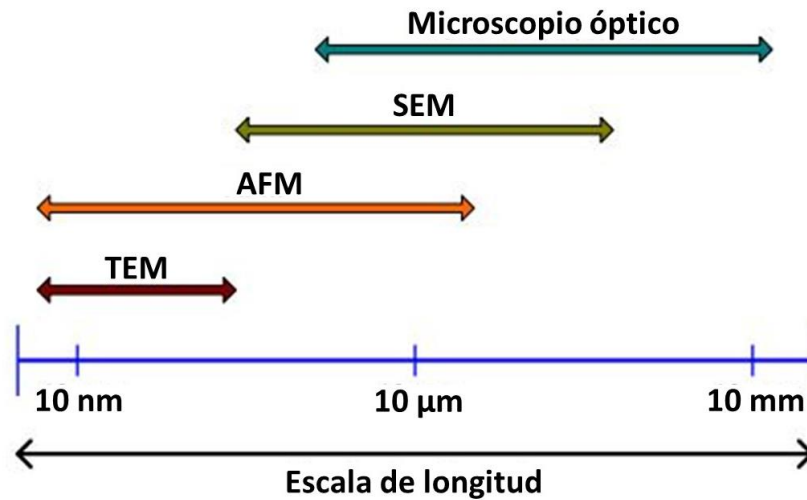 Microscopio óptico
SEM
AFM
TEM
10 nm 10 µm 10 mm
Escala de longitud